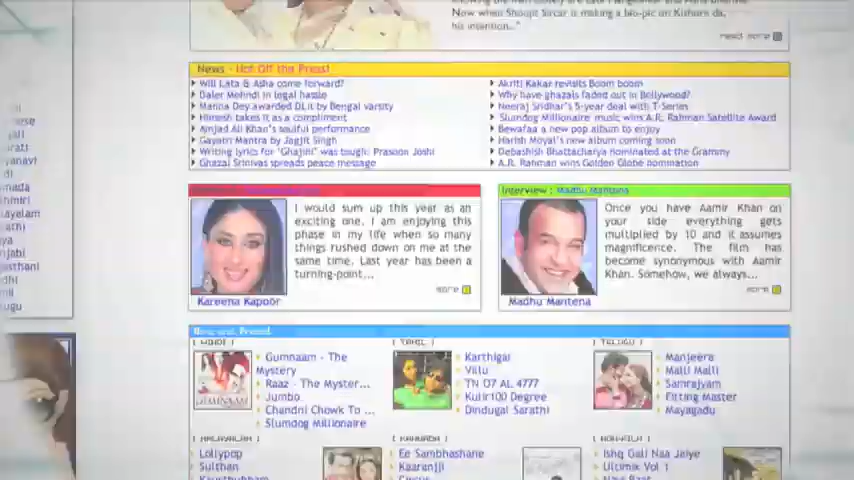 Now when Shoojit Sircar is making a bio-pic on Kishore da,
his intention..."
read more
News - Hot Off the Press!
Will Lata & Asha come forward?
Daler Mehndi in legal hassle
Manna Dey awarded DLit by Bengal varsity
Himesh takes it as a compliment
Amjad Ali Khan's soulful performance
Gayatri Mantra by Jagjit Singh
Writing lyrics for 'Ghajini' was tough: Prasoon Joshi
Ghazal Srinivas spreads peace message
Akriti Kakar revisits Boom boom
Why have ghazals faded out in Bollywood?
Neeraj Sridhar's 5-year deal with T-Series
Slumdog Millionaire music wins A.R. Rahman Satellite Award
Bewafaa a new pop album to enjoy
Harish Moyal's new album coming soon
Debashish Bhattacharya nominated at the Grammy
A.R. Rahman wins Golden Globe nomination
I would sum up this year as an
exciting one. I am enjoying this
phase in my life when so many
things rushed down on me at the
same time. Last year has been a
turning-point...
more
Kareena Kapoor
Interview : Madhu Mantena
Once you have Aamir Khan on
your side everything gets
multiplied by 10 and it assumes
magnificence. The film has
become synonymous with Aamir
Khan. Somehow, we always...
more
Madhu Mantena
New and Fresh!
[ HINDI ]
Gumnaam - The
Mystery
Raaz - The Myster...
Jumbo
Chandni Chowk To ...
Slumdog Millionaire
[ TAMIL ]
Karthigai
Villu
TN 07 AL 4777
Kulir100 Degree
Dindugal Sarathi
[ TELUGU ]
Manjeera
Malli Malli
Samrajyam
Fitting Master
Mayagadu
[ MALAYALAM ]
Lollypop
Sulthan
[ KANNADA ]
Ee Sambhashane
Kaaranjji
Circus
Ishq Gali Naa Jaiye
Ultimix Vol 1